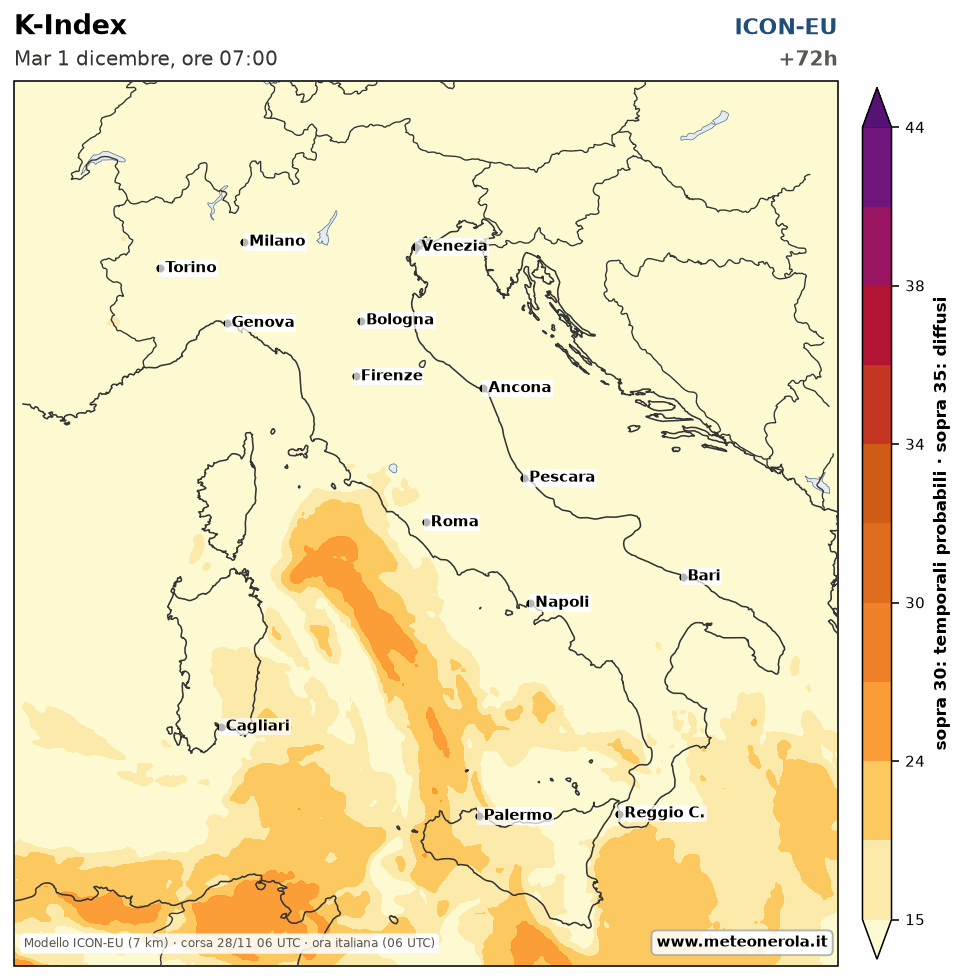 K-Index
ICON-EU
Mar 1 dicembre, ore 07:00
+72h
44
38
34
30
24
15
sopra 30: temporali probabili · sopra 35: diffusi
Milano
Venezia
Torino
Genova
Bologna
Firenze
Ancona
Pescara
Roma
Bari
Napoli
Cagliari
Palermo
Reggio C.
Modello ICON-EU (7 km) · corsa 28/11 06 UTC · ora italiana (06 UTC)
www.meteonerola.it